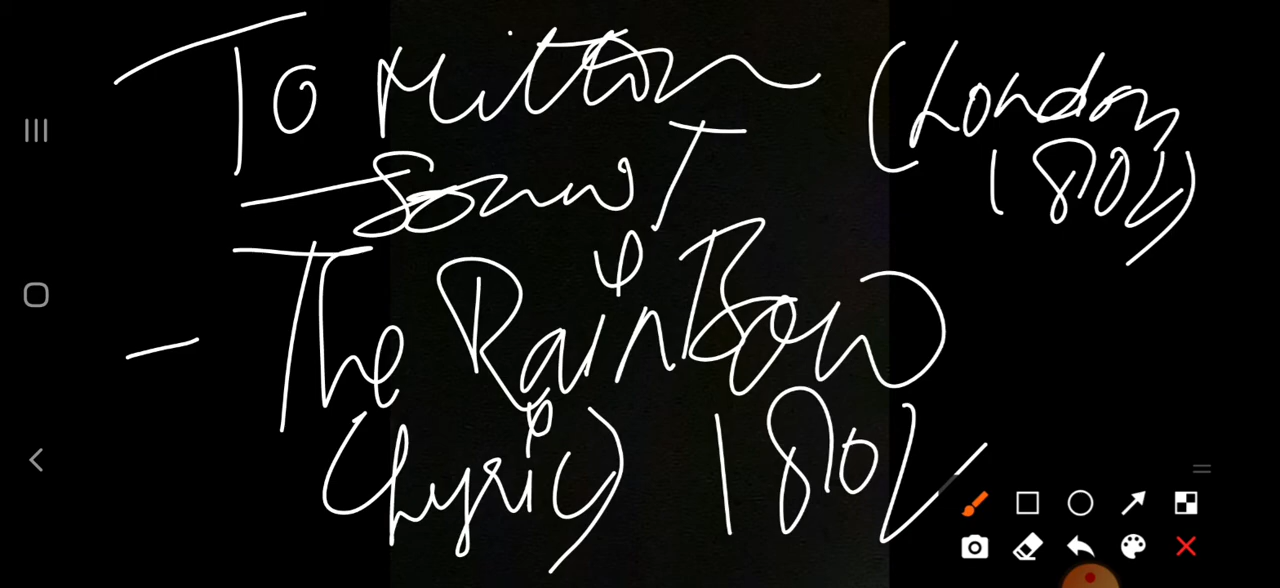 To Milton (London
1802)
- Sonnet
- The RainBow
(Lyric) 1802